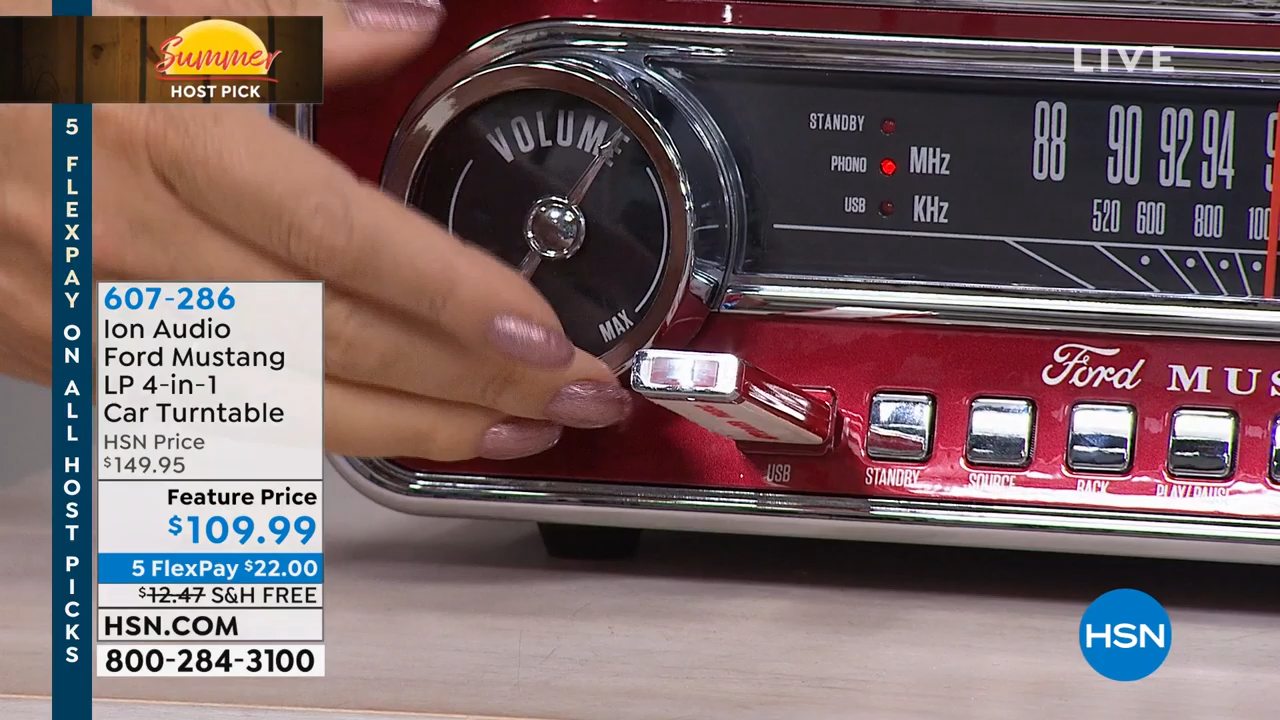 Summer
HOST PICK
LIVE
5 FLEXPAY ON ALL HOST PICKS
607-286
Ion Audio
Ford Mustang
LP 4-in-1
Car Turntable
HSN Price
$149.95
Feature Price
$109.99
5 FlexPay $22.00
$12.47 S&H FREE
HSN.COM
800-284-3100
VOLUME
MAX
STANDBY
PHONO
USB
MHz
KHz
88 90 92 94
520 600 800
Ford
USB
STANDBY
SOURCE
BACK
PLAY/PAUSE
HSN